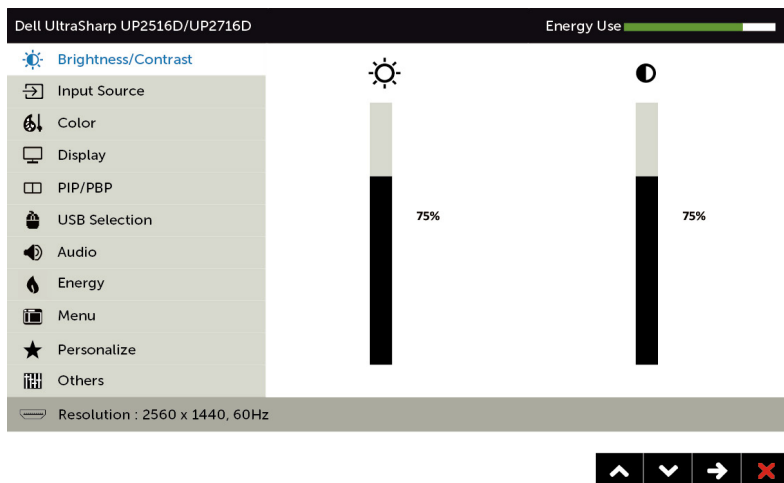 Dell UltraSharp UP2516D/UP2716D
Energy Use
Brightness/Contrast
Input Source
Color
Display
PIP/PBP
USB Selection
Audio
Energy
Menu
Personalize
Others
75%
75%
Resolution : 2560 x 1440, 60Hz